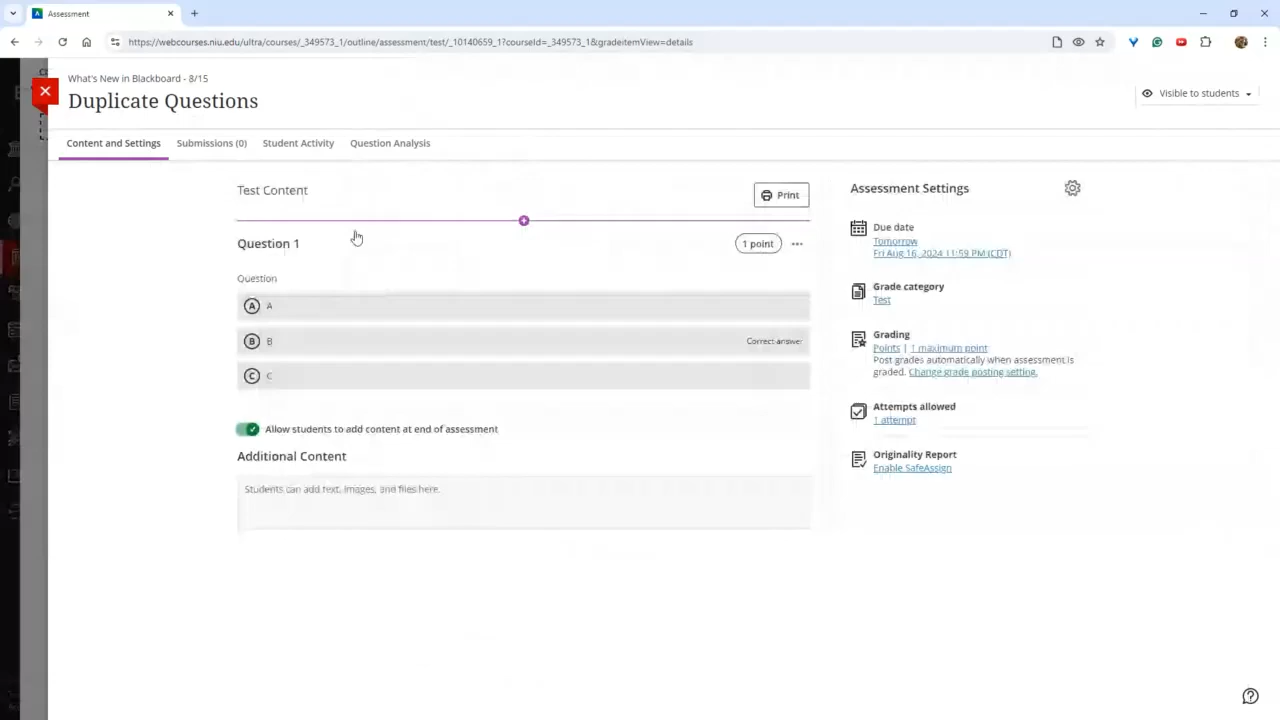 Assessment
https://webcourses.niu.edu/ultra/courses/_349573_1/outline/assessment/test/_10140659_1?courseId=_349573_1&gradeitemView=details
What's New in Blackboard - 8/15
Duplicate Questions
Visible to students
Content and Settings
Submissions (0)
Student Activity
Question Analysis
Test Content
Print
Question 1
1 point
Question
A A
B B
Correct answer
C C
Allow students to add content at end of assessment
Additional Content
Students can add text, images, and files here.
Assessment Settings
Due date
Tomorrow
Fri Aug 16, 2024 11:59 PM (CDT)
Grade category
Test
Grading
Points | 1 maximum point
Post grades automatically when assessment is
graded. Change grade posting setting.
Attempts allowed
1 attempt
Originality Report
Enable SafeAssign